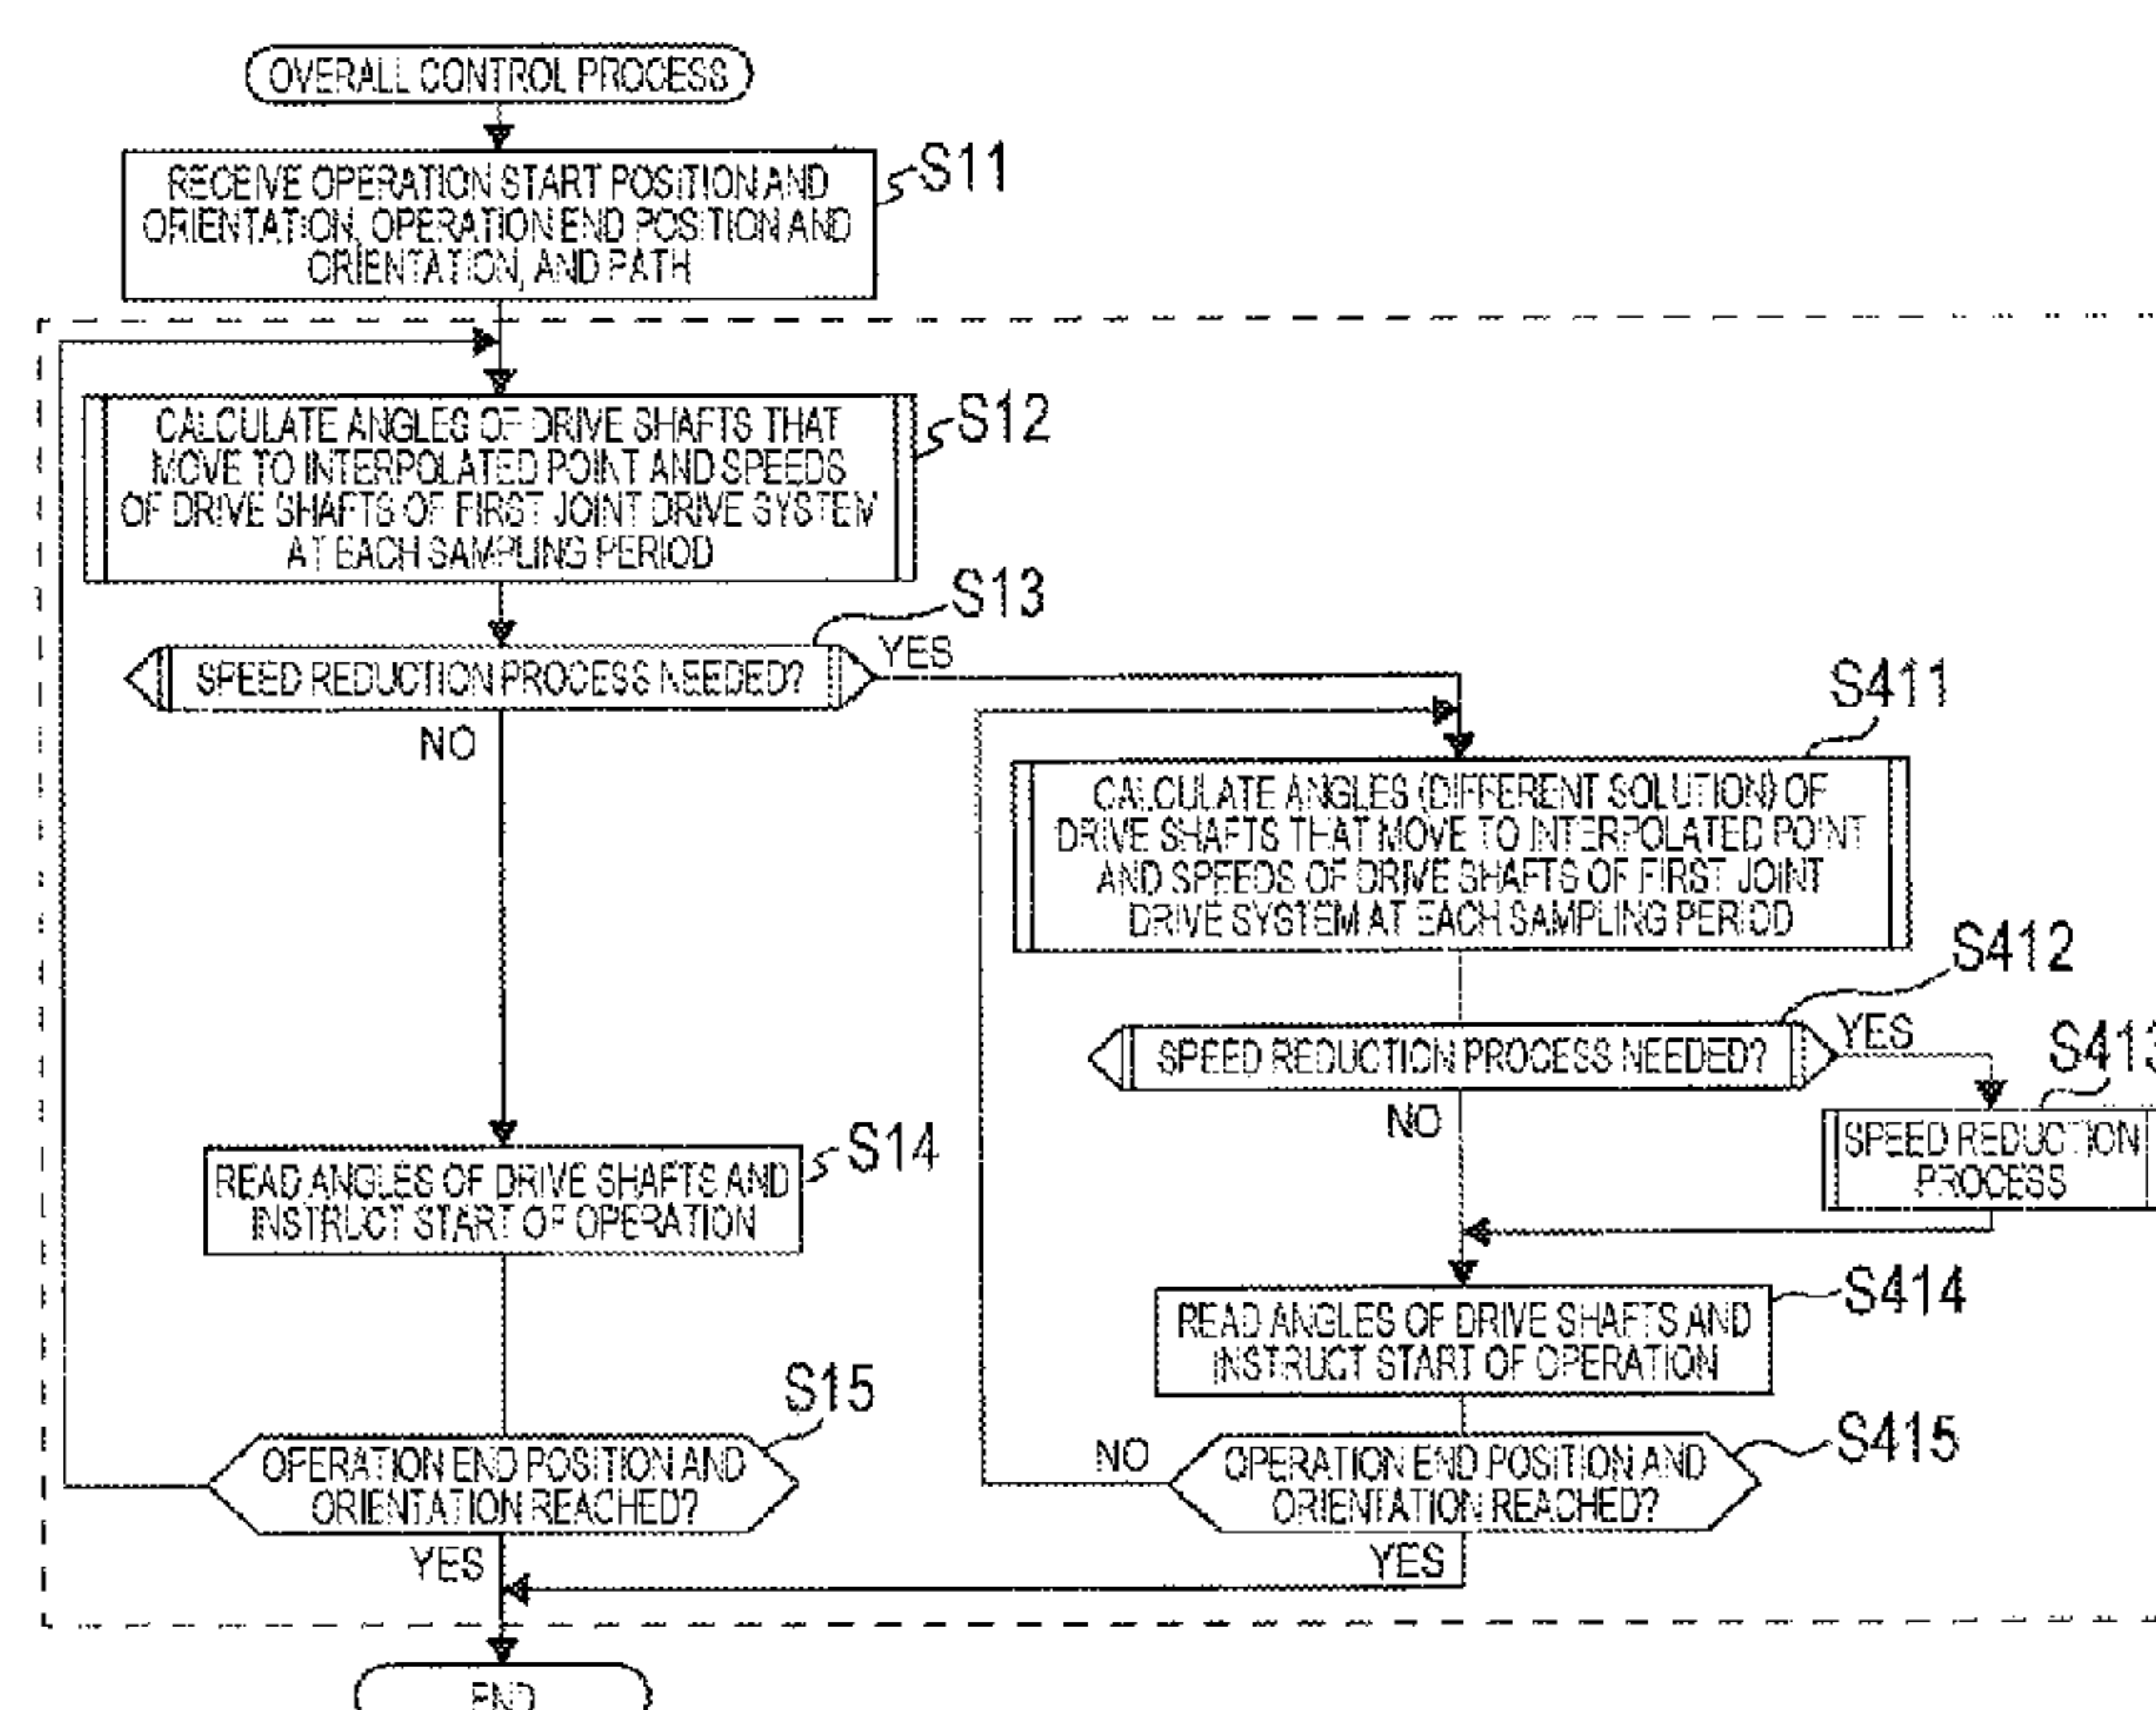 OVERALL CONTROL PROCESS
RECEIVE OPERATION START POSITION AND
ORIENTATION, OPERATION END POSITION AND
ORIENTATION, AND PATH
S11
CALCULATE ANGLES OF DRIVE SHAFTS THAT
MOVE TO INTERPOLATED POINT AND SPEEDS
OF DRIVE SHAFTS OF FIRST JOINT DRIVE SYSTEM
AT EACH SAMPLING PERIOD
S12
S13
SPEED REDUCTION PROCESS NEEDED?
YES
NO
S411
CALCULATE ANGLES (DIFFERENT SOLUTION) OF
DRIVE SHAFTS THAT MOVE TO INTERPOLATED POINT
AND SPEEDS OF DRIVE SHAFTS OF FIRST JOINT
DRIVE SYSTEM AT EACH SAMPLING PERIOD
S412
SPEED REDUCTION PROCESS NEEDED?
YES
NO
S413
SPEED REDUCTION
PROCESS
READ ANGLES OF DRIVE SHAFTS AND
INSTRUCT START OF OPERATION
S14
READ ANGLES OF DRIVE SHAFTS AND
INSTRUCT START OF OPERATION
S414
S15
OPERATION END POSITION AND
ORIENTATION REACHED?
YES
NO
OPERATION END POSITION AND
ORIENTATION REACHED?
S415
YES
END